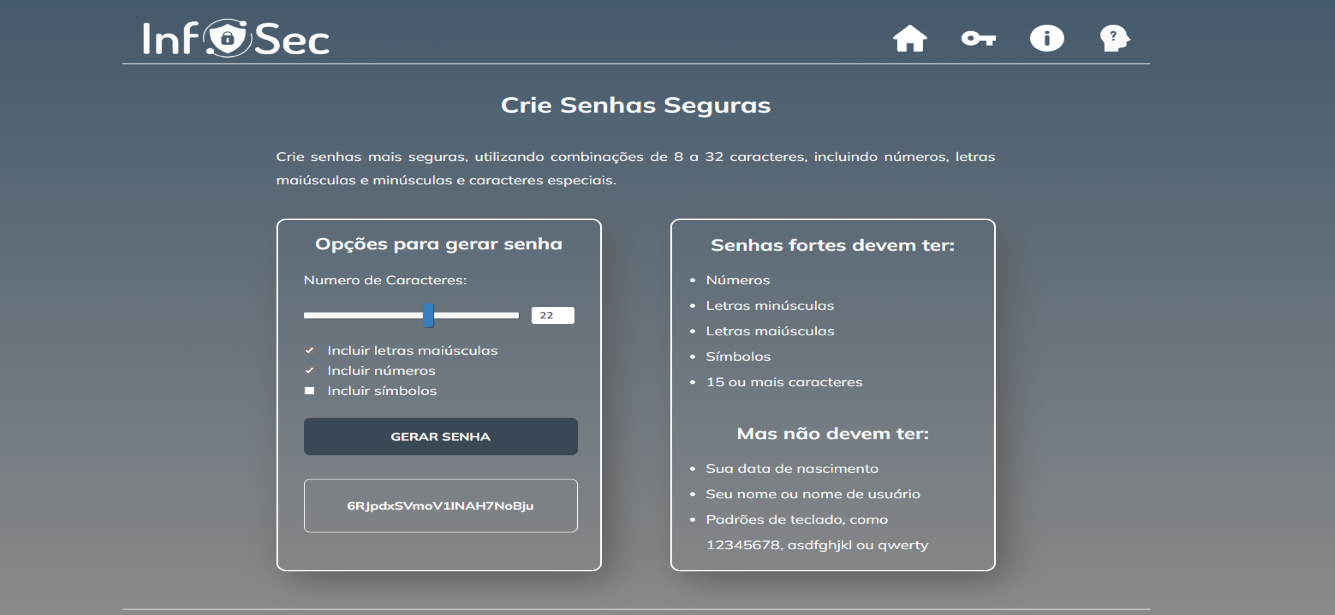 InfoSec
Crie Senhas Seguras
Crie senhas mais seguras, utilizando combinações de 8 a 32 caracteres, incluindo números, letras
maiúsculas e minúsculas e caracteres especiais.
Opções para gerar senha
Numero de Caracteres:
22
Incluir letras maiúsculas
Incluir números
Incluir símbolos
GERAR SENHA
6RJpdxSVmoV1INAH7NoBju
Senhas fortes devem ter:
Números
Letras minúsculas
Letras maiúsculas
Símbolos
15 ou mais caracteres
Mas não devem ter:
Sua data de nascimento
Seu nome ou nome de usuário
Padrões de teclado, como
12345678, asdfghjkl ou qwerty